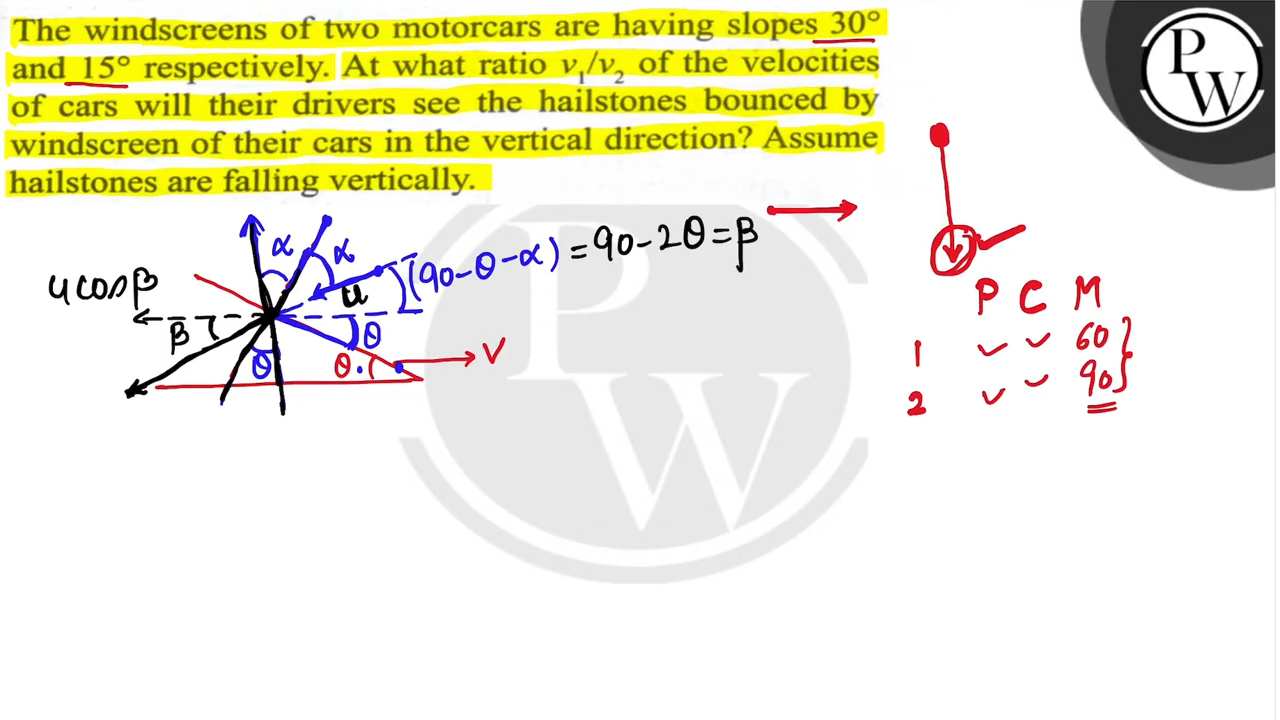 The windscreens of two motorcars are having slopes 30°
and 15° respectively. At what ratio v₁/v₂ of the velocities
of cars will their drivers see the hailstones bounced by
windscreen of their cars in the vertical direction? Assume
hailstones are falling vertically.
P
W
α
α
(90-θ-α) = 90-2θ=β
u cos β
u
β
θ
θ
θ
V
P C M
1 ✓ ✓ 60
2 ✓ ✓ 90
P
W